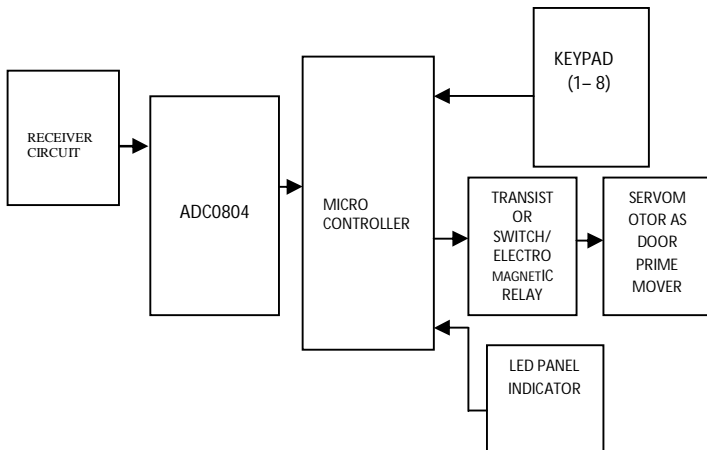 RECEIVER
CIRCUIT
ADC0804
MICRO
CONTROLLER
KEYPAD
(1– 8)
TRANSIST
OR
SWITCH/
ELECTRO
MAGNETIC
RELAY
SERVOM
OTOR AS
DOOR
PRIME
MOVER
LED PANEL
INDICATOR